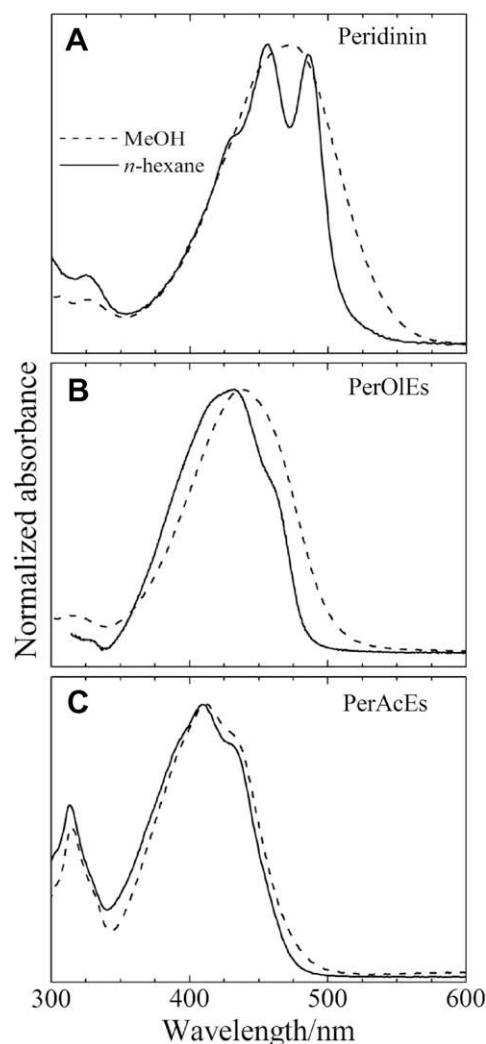 A
Peridinin
MeOH
n-hexane
B
PerOlEs
Normalized absorbance
C
PerAcEs
300 400 500 600
Wavelength/nm